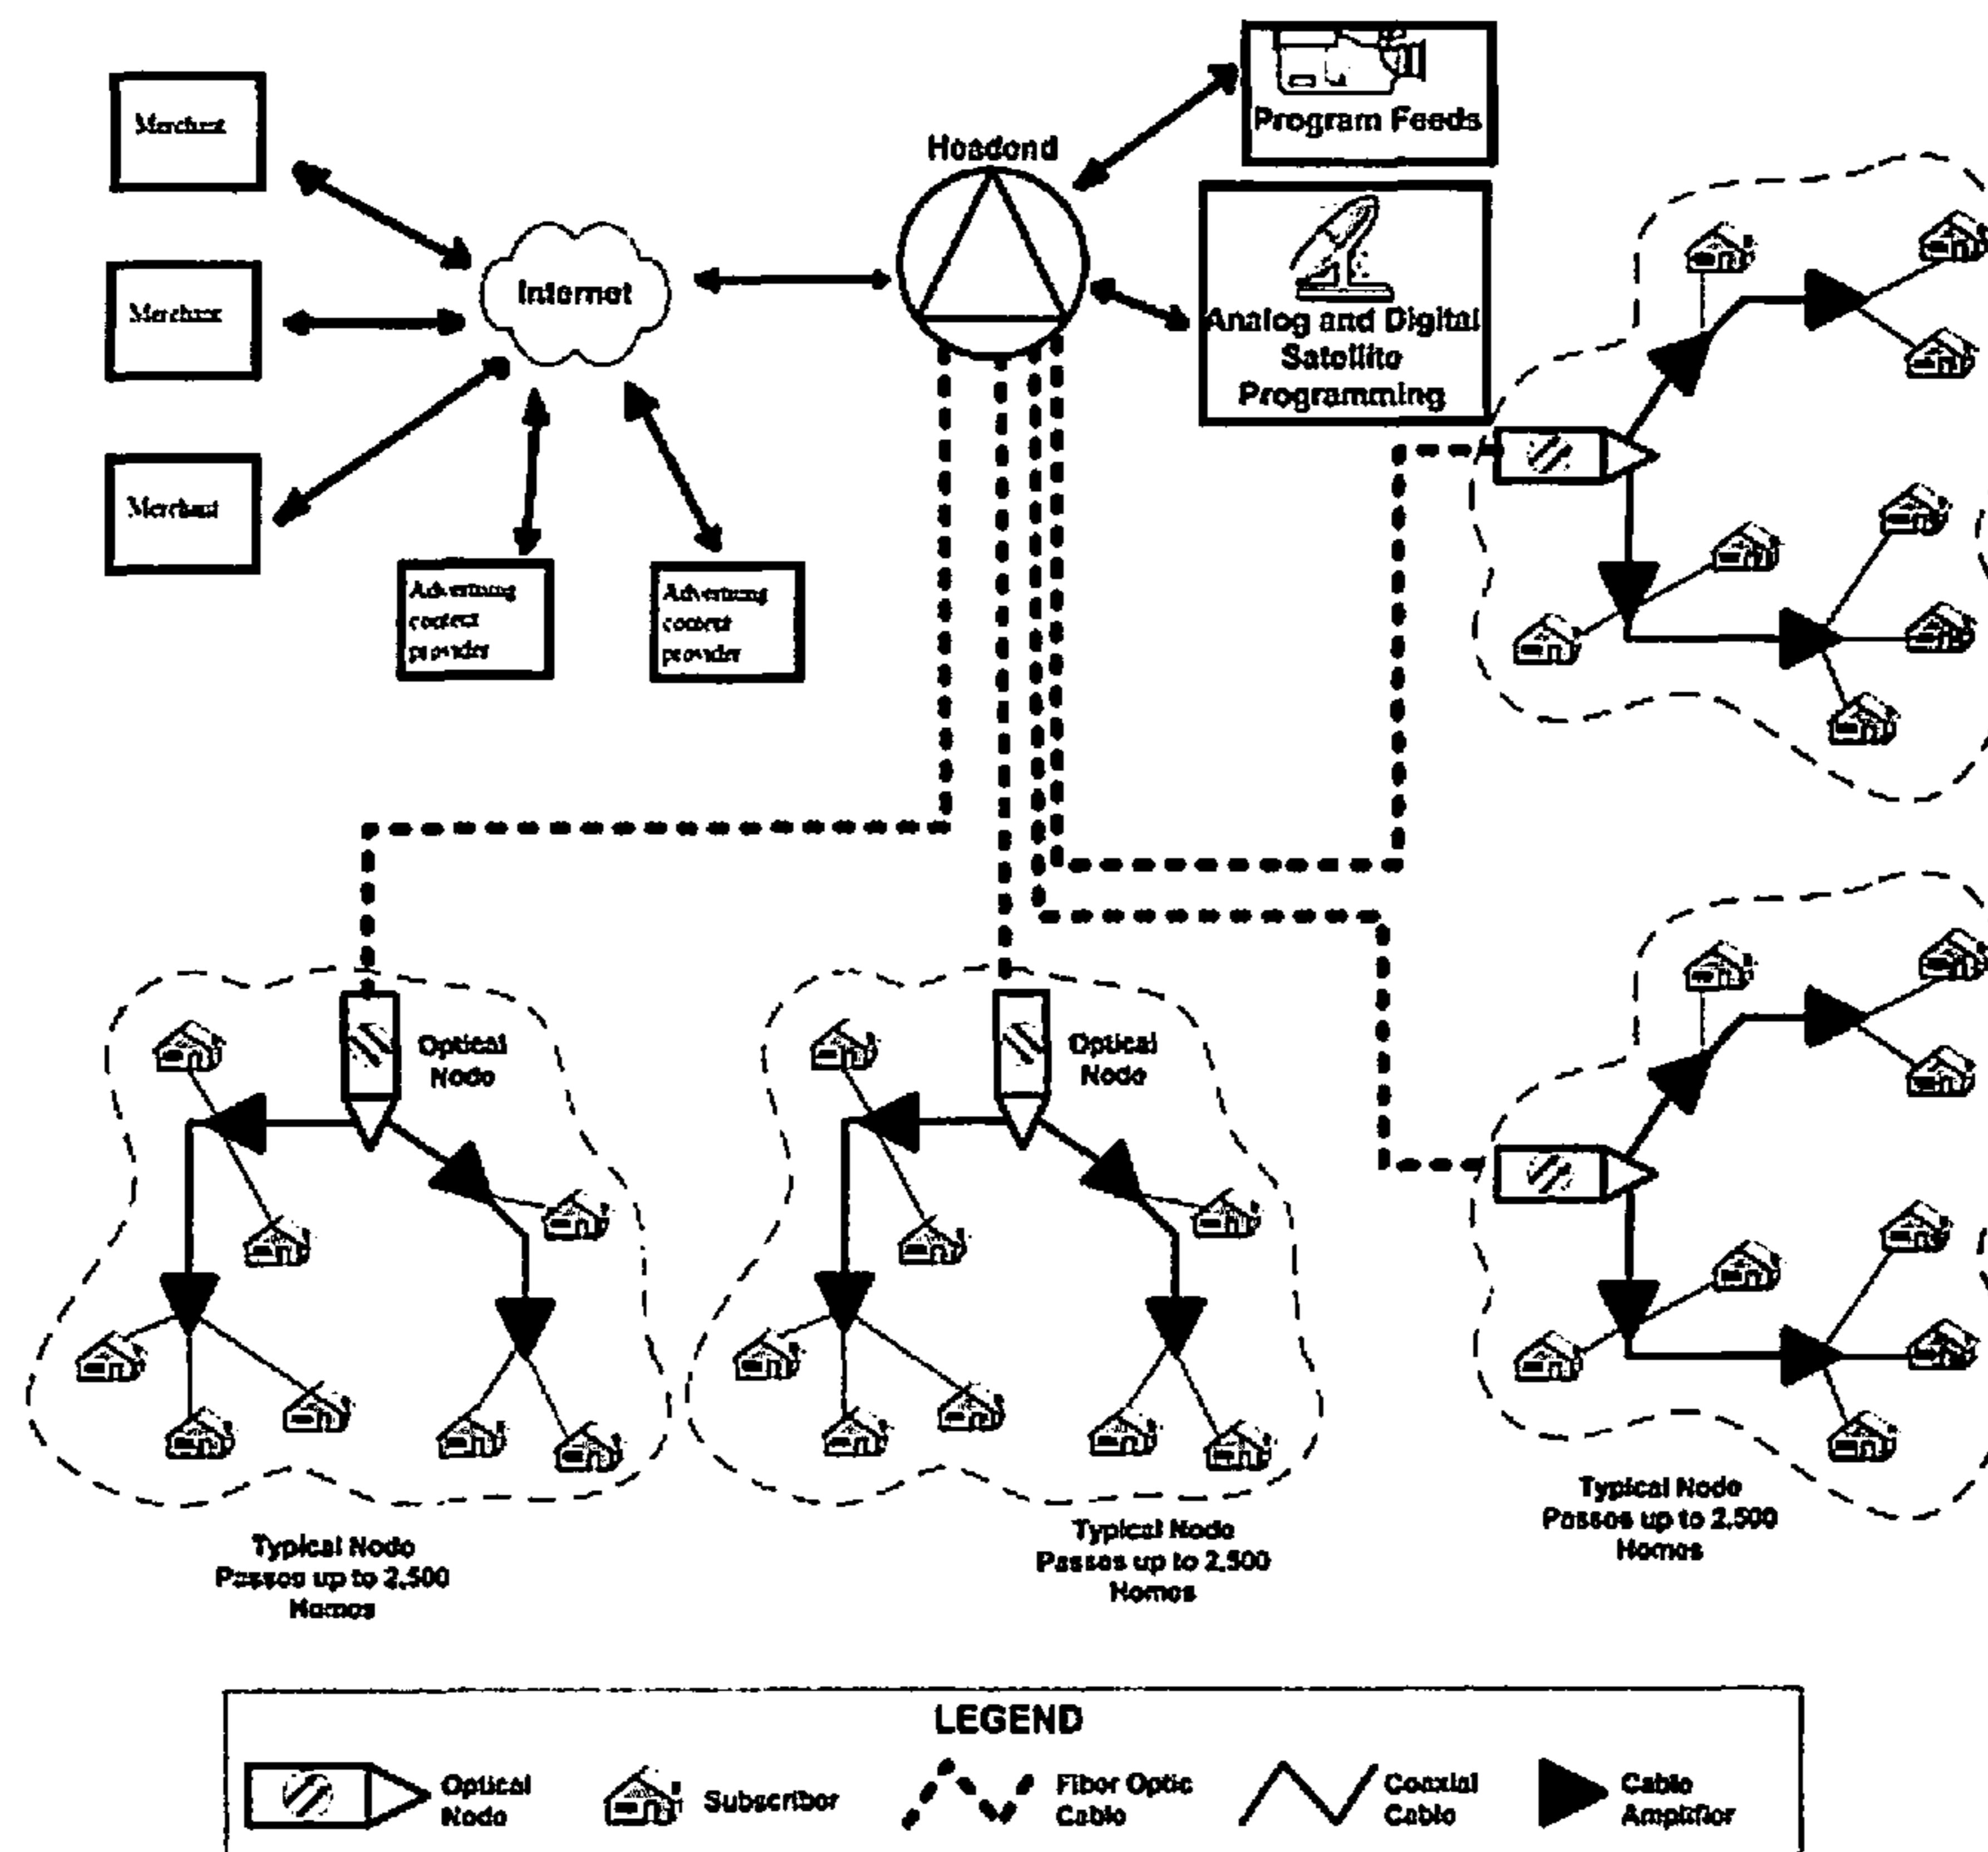 Program Feeds
Headend
Merchant
Analog and Digital
Satellite
Programming
Internet
Merchant
Merchant
Advertising
content
provider
Advertising
content
provider
Optical
Node
Optical
Node
Typical Node
Passes up to 2,500
Homes
Typical Node
Passes up to 2,500
Homes
Typical Node
Passes up to 2,500
Homes
LEGEND
Optical
Node
Subscriber
Fiber Optic
Cable
Coaxial
Cable
Cable
Amplifier